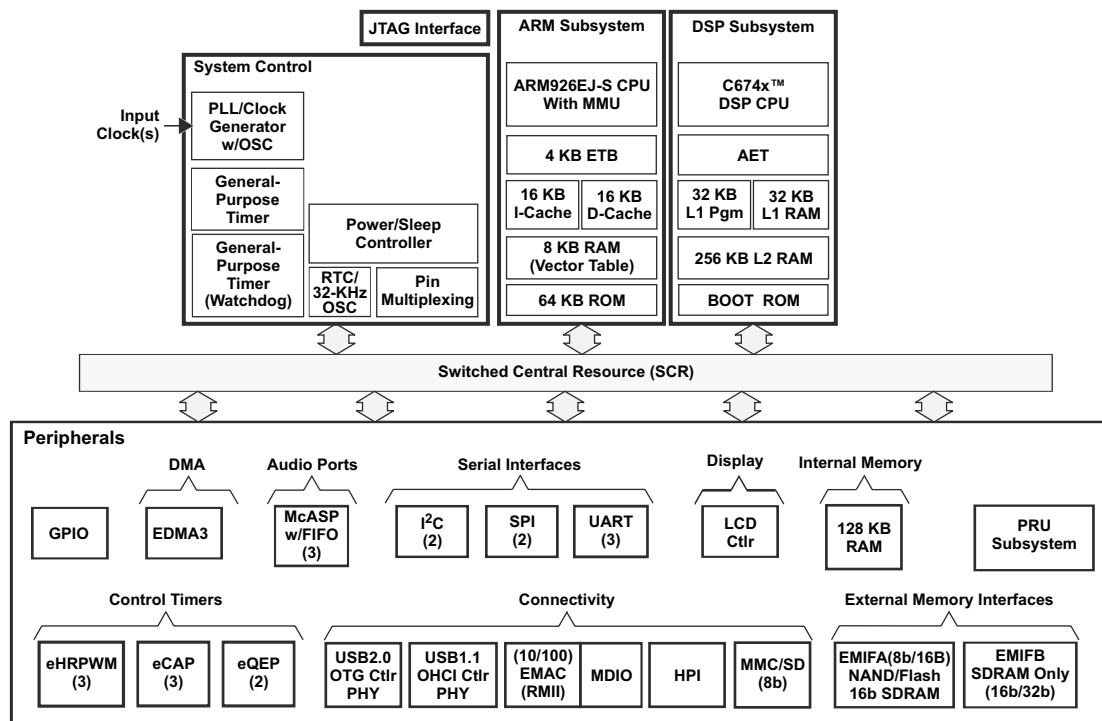 JTAG Interface
ARM Subsystem
DSP Subsystem
System Control
Input
Clock(s)
PLL/Clock
Generator
w/OSC
General-
Purpose
Timer
General-
Purpose
Timer
(Watchdog)
Power/Sleep
Controller
RTC/
32-KHz
OSC
Pin
Multiplexing
ARM926EJ-S CPU
With MMU
4 KB ETB
16 KB
I-Cache
16 KB
D-Cache
8 KB RAM
(Vector Table)
64 KB ROM
C674x™
DSP CPU
AET
32 KB
L1 Pgm
32 KB
L1 RAM
256 KB L2 RAM
BOOT ROM
Switched Central Resource (SCR)
Peripherals
DMA
Audio Ports
Serial Interfaces
Display
Internal Memory
GPIO
EDMA3
McASP
w/FIFO
(3)
I²C
(2)
SPI
(2)
UART
(3)
LCD
Ctlr
128 KB
RAM
PRU
Subsystem
Control Timers
Connectivity
External Memory Interfaces
eHRPWM
(3)
eCAP
(3)
eQEP
(2)
USB2.0
OTG Ctlr
PHY
USB1.1
OHCI Ctlr
PHY
(10/100)
EMAC
(RMII)
MDIO
HPI
MMC/SD
(8b)
EMIFA(8b/16B)
NAND/Flash
16b SDRAM
EMIFB
SDRAM Only
(16b/32b)